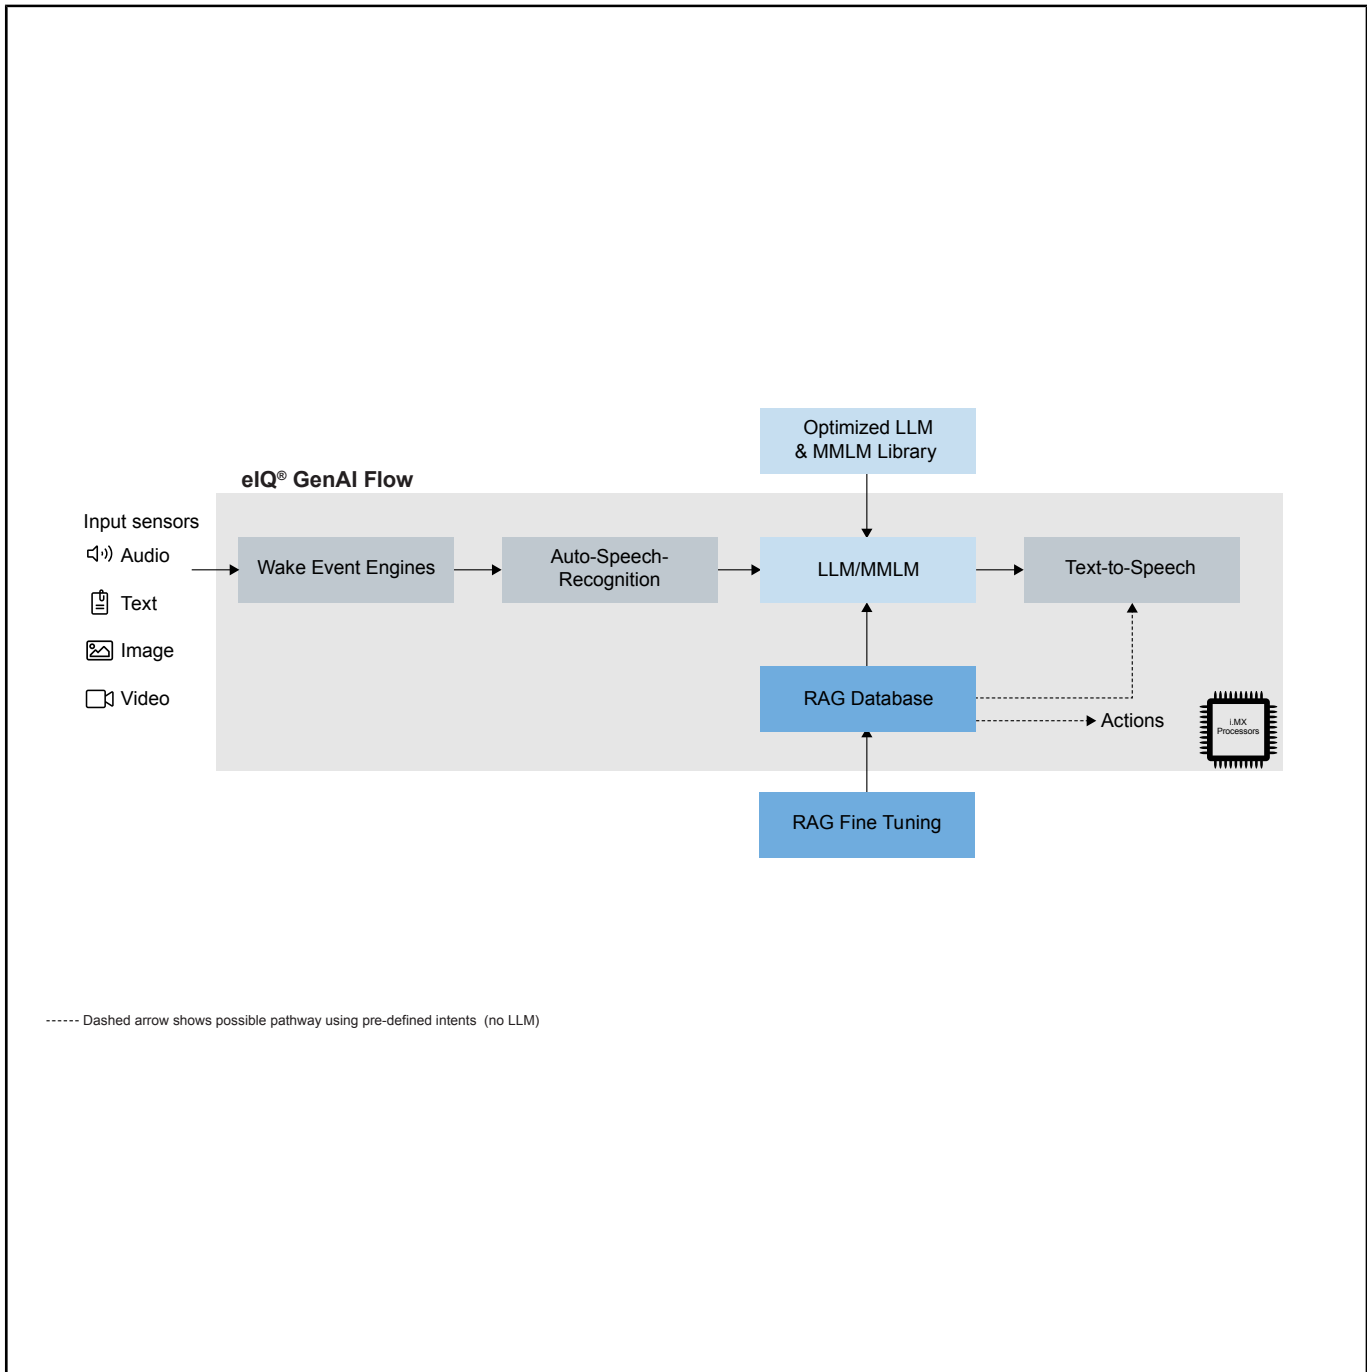 Optimized LLM
& MMLM Library
eIQ® GenAI Flow
Input sensors
Audio
Text
Image
Video
Wake Event Engines
Auto-Speech-
Recognition
LLM/MMLM
Text-to-Speech
RAG Database
Actions
i.MX
Processors
RAG Fine Tuning
Dashed arrow shows possible pathway using pre-defined intents (no LLM)